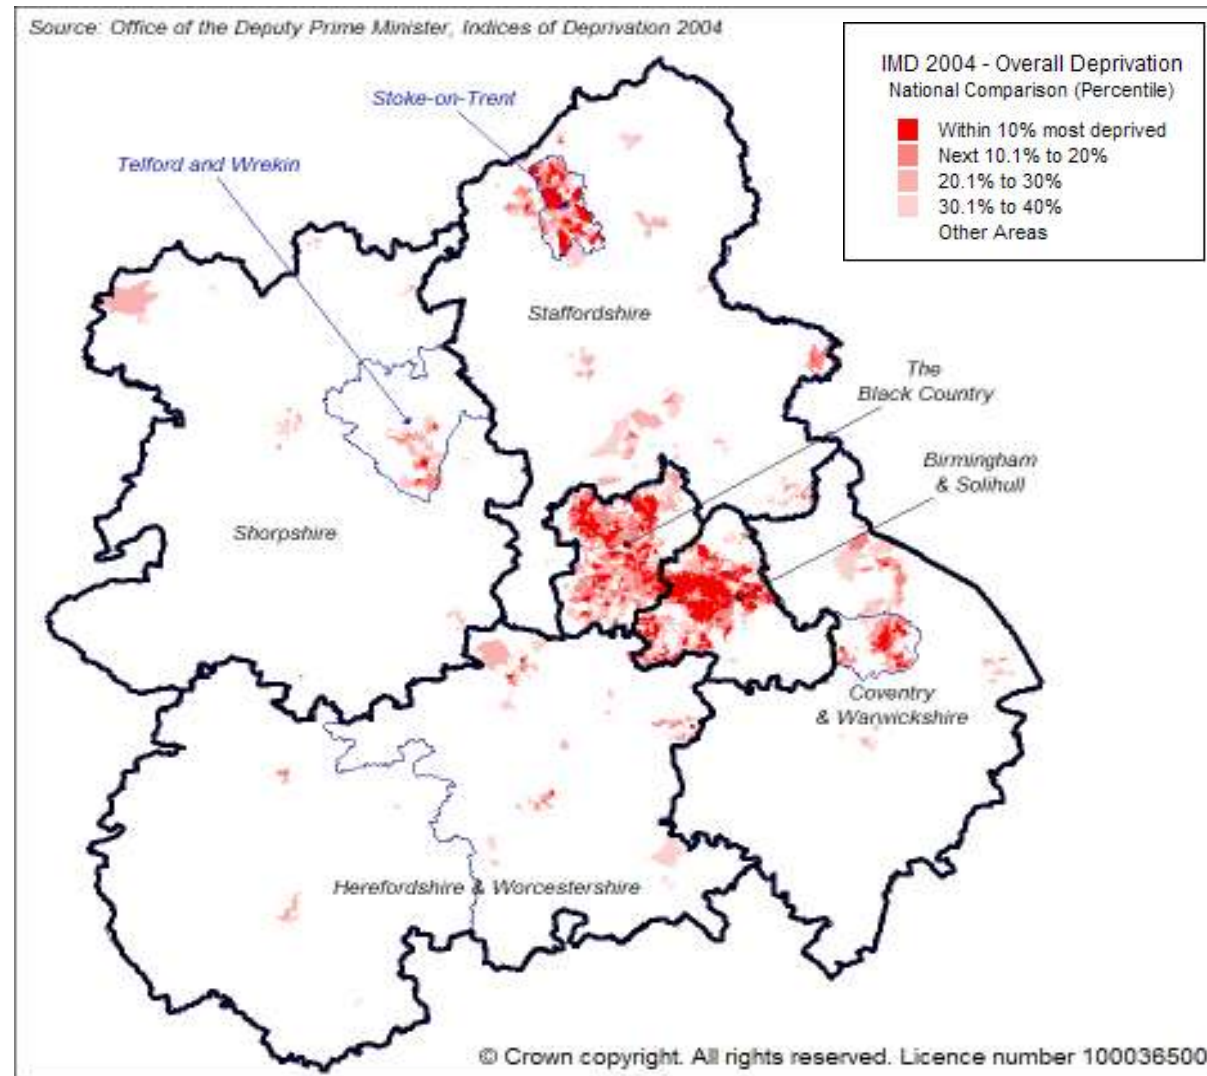 Source: Office of the Deputy Prime Minister, Indices of Deprivation 2004
IMD 2004 - Overall Deprivation
National Comparison (Percentile)
Within 10% most deprived
Next 10.1% to 20%
20.1% to 30%
30.1% to 40%
Other Areas
Stoke-on-Trent
Telford and Wrekin
Staffordshire
The
Black Country
Birmingham
& Solihull
Shorpshire
Coventry
& Warwickshire
Herefordshire & Worcestershire
© Crown copyright. All rights reserved. Licence number 100036500